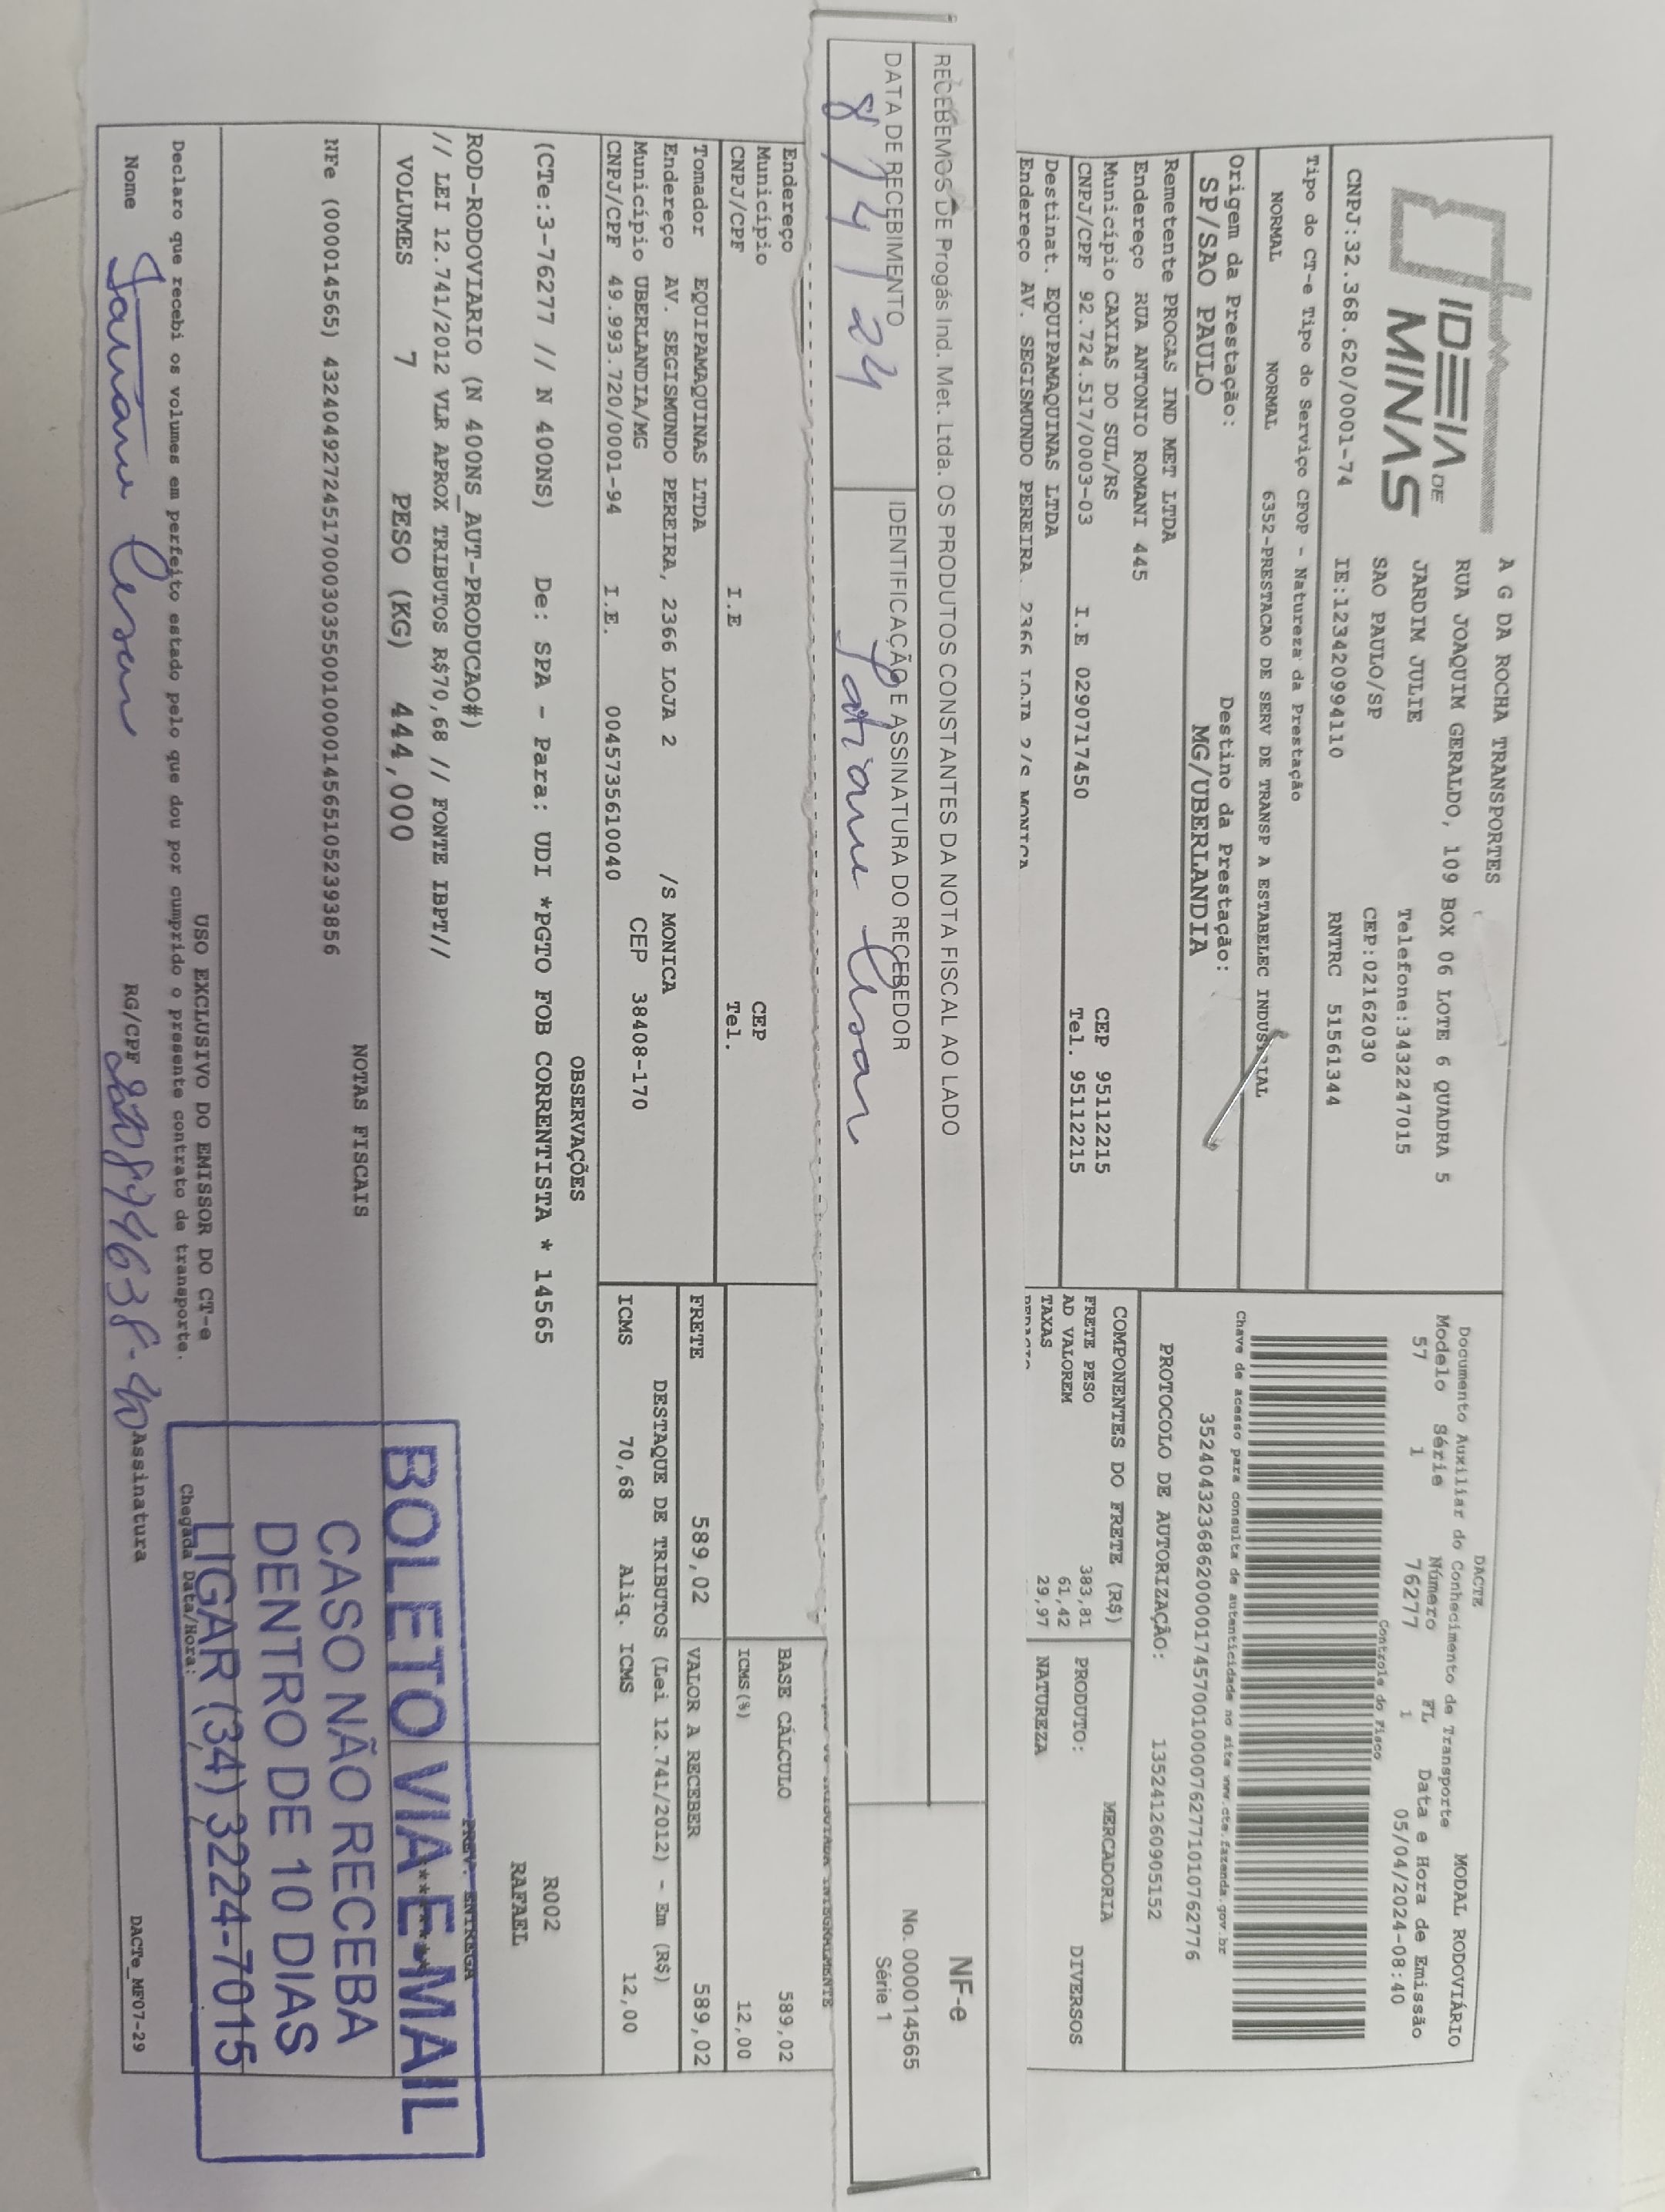 IDEIA DE
MINAS
A G DA ROCHA TRANSPORTES
RUA JOAQUIM GERALDO, 109 BOX 06 LOTE 6 QUADRA 5
JARDIM JULIE Telefone:3432247015
SAO PAULO/SP CEP:02162030
CNPJ:32.368.620/0001-74 IE:123420994110 RNTRC 51561344
DACTE
Documento Auxiliar do Conhecimento de Transporte
MODAL RODOVIÁRIO
Modelo Série Número FL Data e Hora de Emissão
57 1 76277 1 05/04/2024-08:40
Controle do Fisco
Tipo do CT-e Tipo do Serviço CFOP - Natureza da Prestação
NORMAL NORMAL 6352-PRESTACAO DE SERV DE TRANSP A ESTABELEC INDUSTRIAL
Chave de acesso para consulta de autenticidade no site www.cte.fazenda.gov.br
35240432368620000174570010000762771010762776
Origem da Prestação: Destino da Prestação:
SP/SAO PAULO MG/UBERLANDIA
PROTOCOLO DE AUTORIZAÇÃO: 135241260905152
Remetente PROGAS IND MET LTDA
Endereço RUA ANTONIO ROMANI 445
Município CAXIAS DO SUL/RS CEP 95112215
CNPJ/CPF 92.724.517/0003-03 I.E 0290717450 Tel. 95112215
COMPONENTES DO FRETE (R$)
FRETE PESO 383,81
AD VALOREM 61,42
TAXAS 29,97
MERCADORIA
PRODUTO: DIVERSOS
NATUREZA
Destinat. EQUIPAMAQUINAS LTDA
Endereço AV. SEGISMUNDO PEREIRA, 2366 LOJA 2/S MONICA
RECEBEMOS DE Progás Ind. Met. Ltda. OS PRODUTOS CONSTANTES DA NOTA FISCAL AO LADO
NF-e
No. 000014565
Série 1
DATA DE RECEBIMENTO IDENTIFICAÇÃO E ASSINATURA DO RECEBEDOR
8/4/24
Endereço
Município CEP
CNPJ/CPF I.E Tel.
BASE CÁLCULO 589,02
ICMS(%) 12,00
Tomador EQUIPAMAQUINAS LTDA
Endereço AV. SEGISMUNDO PEREIRA, 2366 LOJA 2 /S MONICA
Município UBERLANDIA/MG CEP 38408-170
CNPJ/CPF 49.993.720/0001-94 I.E. 0045735610040
FRETE 589,02 VALOR A RECEBER 589,02
DESTAQUE DE TRIBUTOS (Lei 12.741/2012) - Em (R$)
ICMS 70,68 Aliq. ICMS 12,00
OBSERVAÇÕES
(CTe:3-76277 // N 400NS) De: SPA - Para: UDI *PGTO FOB CORRENTISTA * 14565
R002
RAFAEL
ROD-RODOVIARIO (N 400NS_AUT-PRODUCAO#)
// LEI 12.741/2012 VLR APROX TRIBUTOS R$70,68 // FONTE IBPT//
PREV. ENTREGA
VOLUMES 7 PESO (KG) 444,000
NOTAS FISCAIS
NFe (000014565) 43240492724517000303550010000145651052393856
USO EXCLUSIVO DO EMISSOR DO CT-e
Declaro que recebi os volumes em perfeito estado pelo que dou por cumprido o presente contrato de transporte.
Chegada Data/Hora:
Nome RG/CPF Assinatura
DACTe_MF07-29
BOLETO VIA E-MAIL
CASO NÃO RECEBA
DENTRO DE 10 DIAS
LIGAR (34) 3224-7015